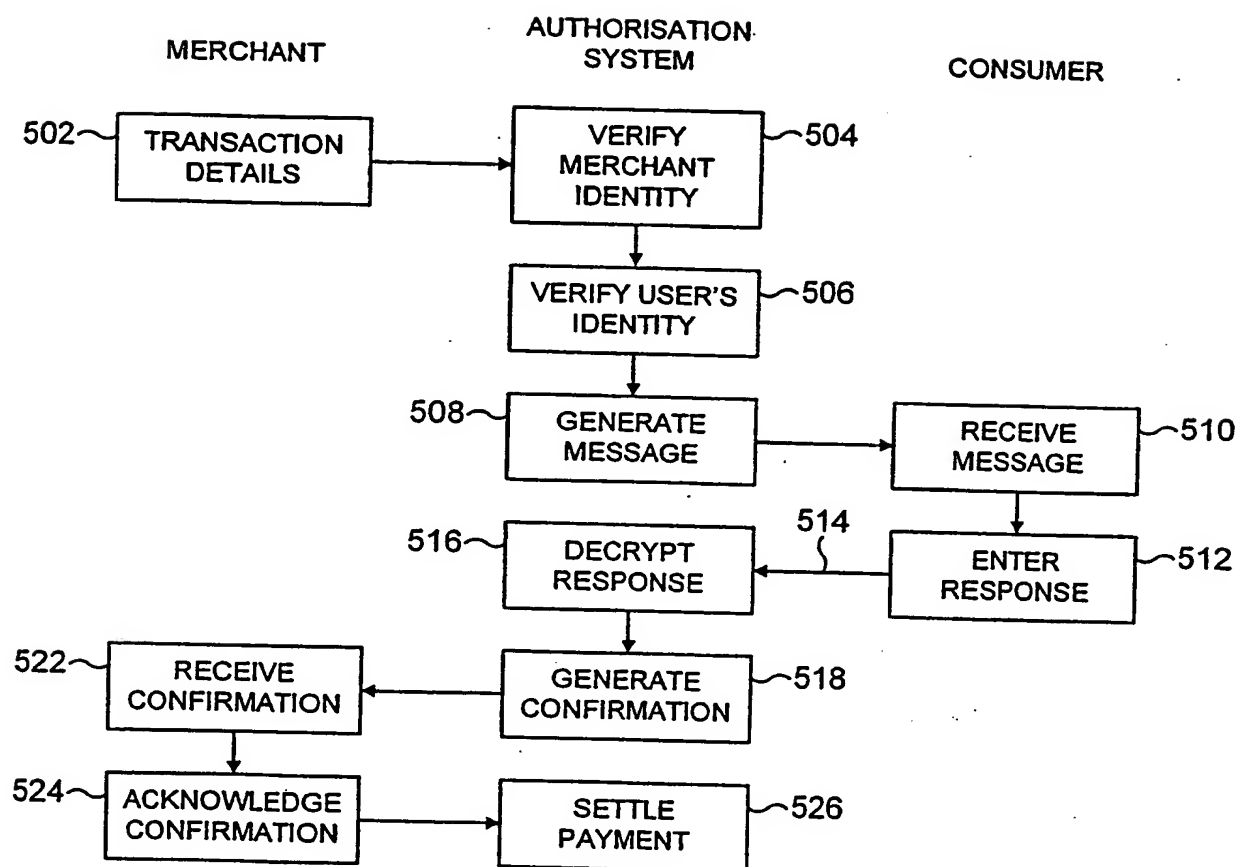 MERCHANT
AUTHORISATION
SYSTEM
CONSUMER
502
TRANSACTION
DETAILS
VERIFY
MERCHANT
IDENTITY
504
VERIFY USER'S
IDENTITY
506
508
GENERATE
MESSAGE
RECEIVE
MESSAGE
510
516
DECRYPT
RESPONSE
514
ENTER
RESPONSE
512
522
RECEIVE
CONFIRMATION
GENERATE
CONFIRMATION
518
524
ACKNOWLEDGE
CONFIRMATION
SETTLE
PAYMENT
526